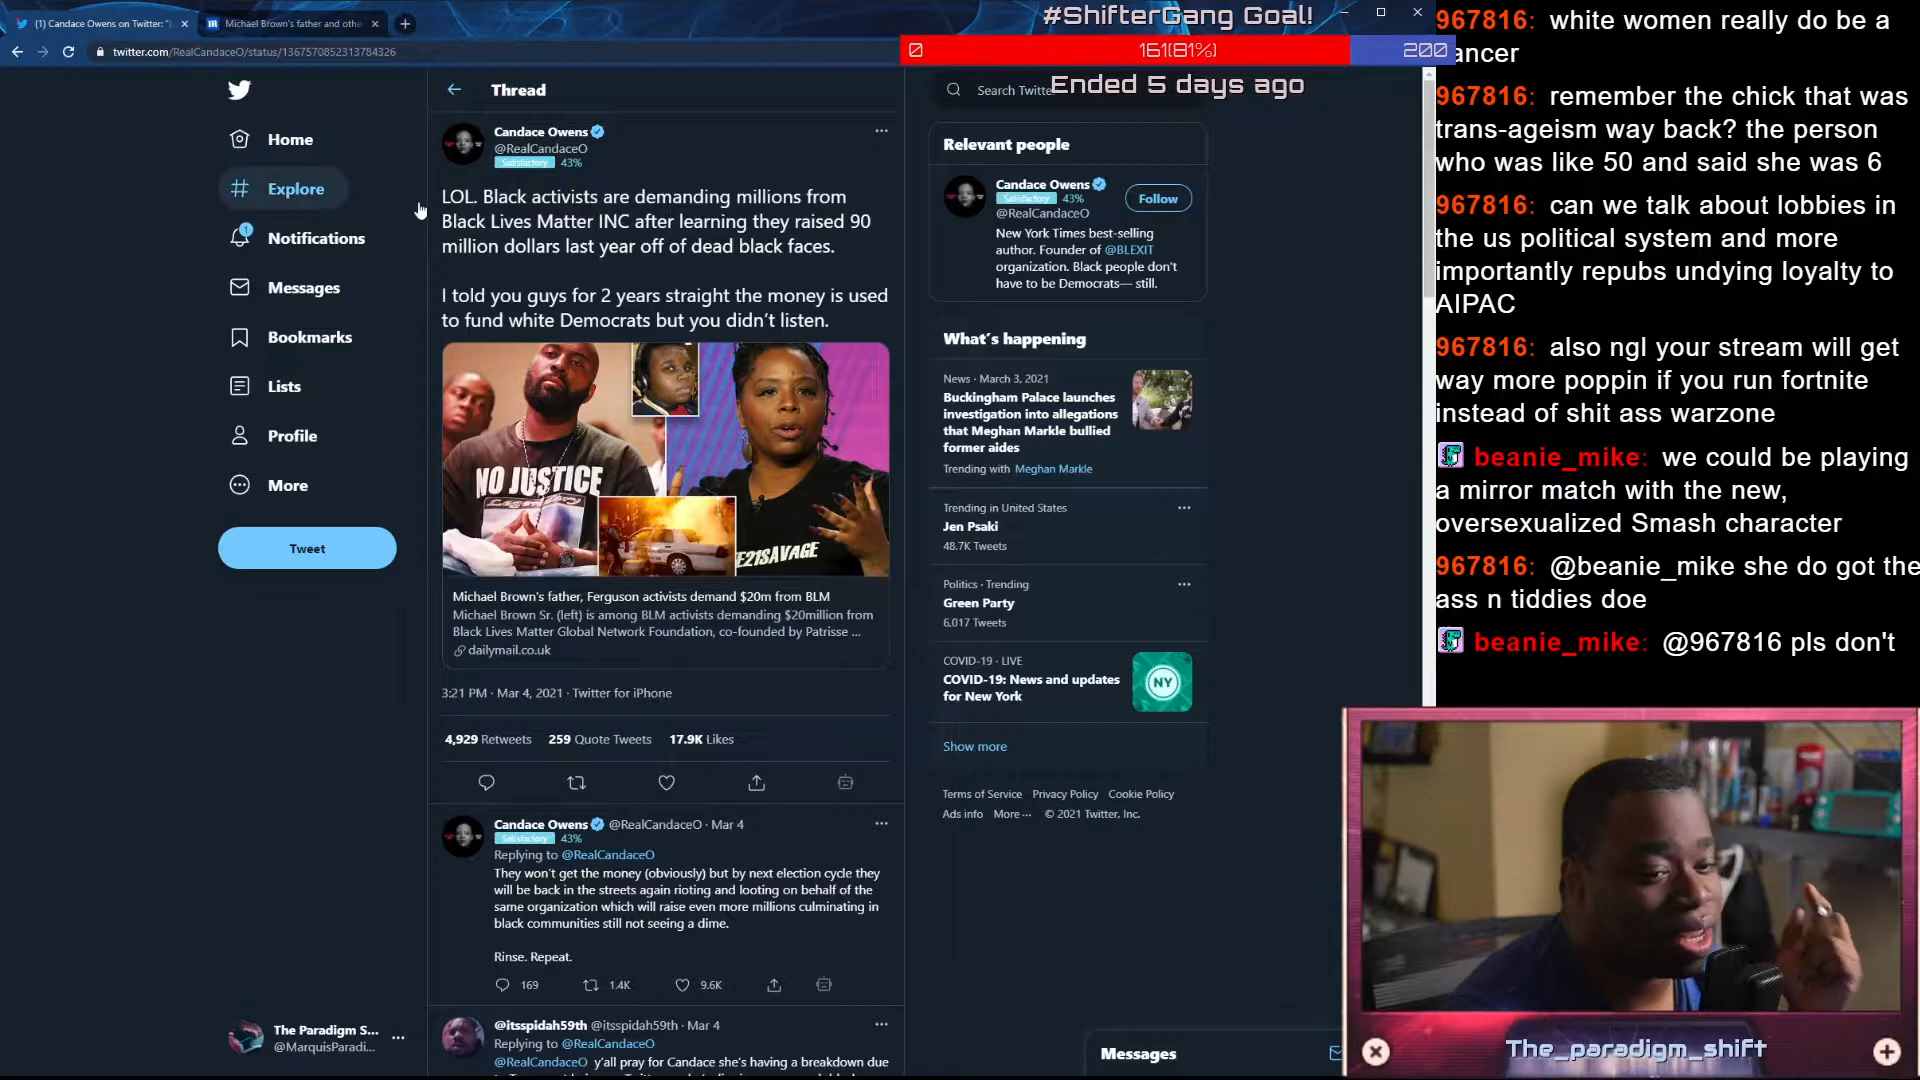 (1) Candace Owens on Twitter: "L
Michael Brown's father and othe
twitter.com/RealCandaceO/status/1367570852313784326
#ShifterGang Goal!
0
161(81%)
200
Ended 5 days ago
Home
Explore
1
Notifications
Messages
Bookmarks
Lists
Profile
More
Tweet
The Paradigm S...
@MarquisParadi...
Thread
Candace Owens
@RealCandaceO
Satisfactory 43%
LOL. Black activists are demanding millions from
Black Lives Matter INC after learning they raised 90
million dollars last year off of dead black faces.
I told you guys for 2 years straight the money is used
to fund white Democrats but you didn't listen.
NO JUSTICE
E21SAVAGE
Michael Brown's father, Ferguson activists demand $20m from BLM
Michael Brown Sr. (left) is among BLM activists demanding $20million from
Black Lives Matter Global Network Foundation, co-founded by Patrisse ...
dailymail.co.uk
3:21 PM · Mar 4, 2021 · Twitter for iPhone
4,929 Retweets 259 Quote Tweets 17.9K Likes
Candace Owens @RealCandaceO · Mar 4
Satisfactory 43%
Replying to @RealCandaceO
They won't get the money (obviously) but by next election cycle they
will be back in the streets again rioting and looting on behalf of the
same organization which will raise even more millions culminating in
black communities still not seeing a dime.
Rinse. Repeat.
169 1.4K 9.6K
@itsspidah59th @itsspidah59th · Mar 4
Replying to @RealCandaceO
@RealCandaceO y'all pray for Candace she's having a breakdown due
Search Twitte
Relevant people
Candace Owens
Satisfactory 43%
@RealCandaceO
Follow
New York Times best-selling
author. Founder of @BLEXIT
organization. Black people don't
have to be Democrats— still.
What's happening
News · March 3, 2021
Buckingham Palace launches
investigation into allegations
that Meghan Markle bullied
former aides
Trending with Meghan Markle
Trending in United States
Jen Psaki
48.7K Tweets
Politics · Trending
Green Party
6,017 Tweets
COVID-19 · LIVE
COVID-19: News and updates
for New York
NY
Show more
Terms of Service Privacy Policy Cookie Policy
Ads info More ··· © 2021 Twitter, Inc.
Messages
967816: white women really do be a
ancer
967816: remember the chick that was
trans-ageism way back? the person
who was like 50 and said she was 6
967816: can we talk about lobbies in
the us political system and more
importantly repubs undying loyalty to
AIPAC
967816: also ngl your stream will get
way more poppin if you run fortnite
instead of shit ass warzone
beanie_mike: we could be playing
a mirror match with the new,
oversexualized Smash character
967816: @beanie_mike she do got the
ass n tiddies doe
beanie_mike: @967816 pls don't
The_paradigm_shift